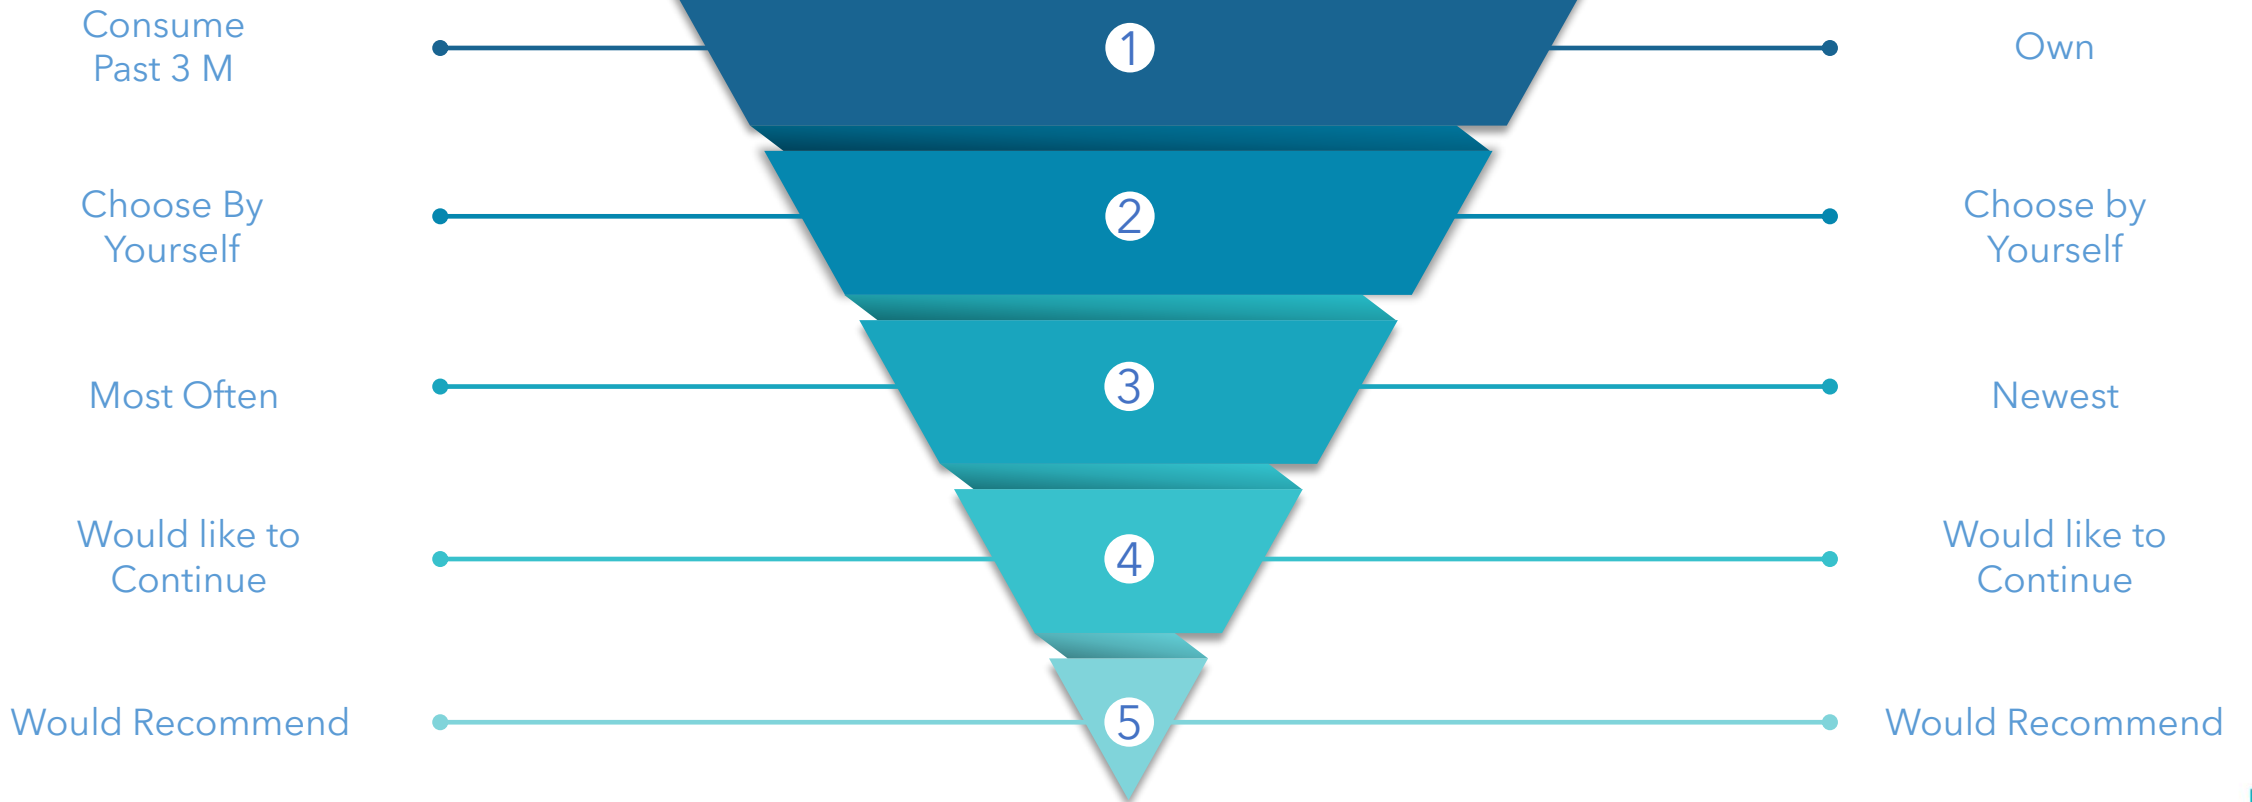 Consume
Past 3 M
1
Own
Choose By
Yourself
2
Choose by
Yourself
Most Often
3
Newest
Would like to
Continue
4
Would like to
Continue
Would Recommend
5
Would Recommend